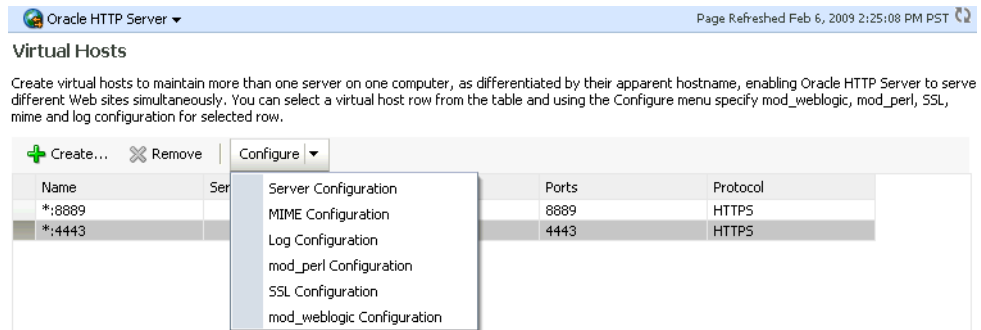 Oracle HTTP Server
Page Refreshed Feb 6, 2009 2:25:08 PM PST
Virtual Hosts
Create virtual hosts to maintain more than one server on one computer, as differentiated by their apparent hostname, enabling Oracle HTTP Server to serve
different Web sites simultaneously. You can select a virtual host row from the table and using the Configure menu specify mod_weblogic, mod_perl, SSL,
mime and log configuration for selected row.
Create... Remove Configure
Name Ser Ports Protocol
*:8889 8889 HTTPS
*:4443 4443 HTTPS
Server Configuration
MIME Configuration
Log Configuration
mod_perl Configuration
SSL Configuration
mod_weblogic Configuration